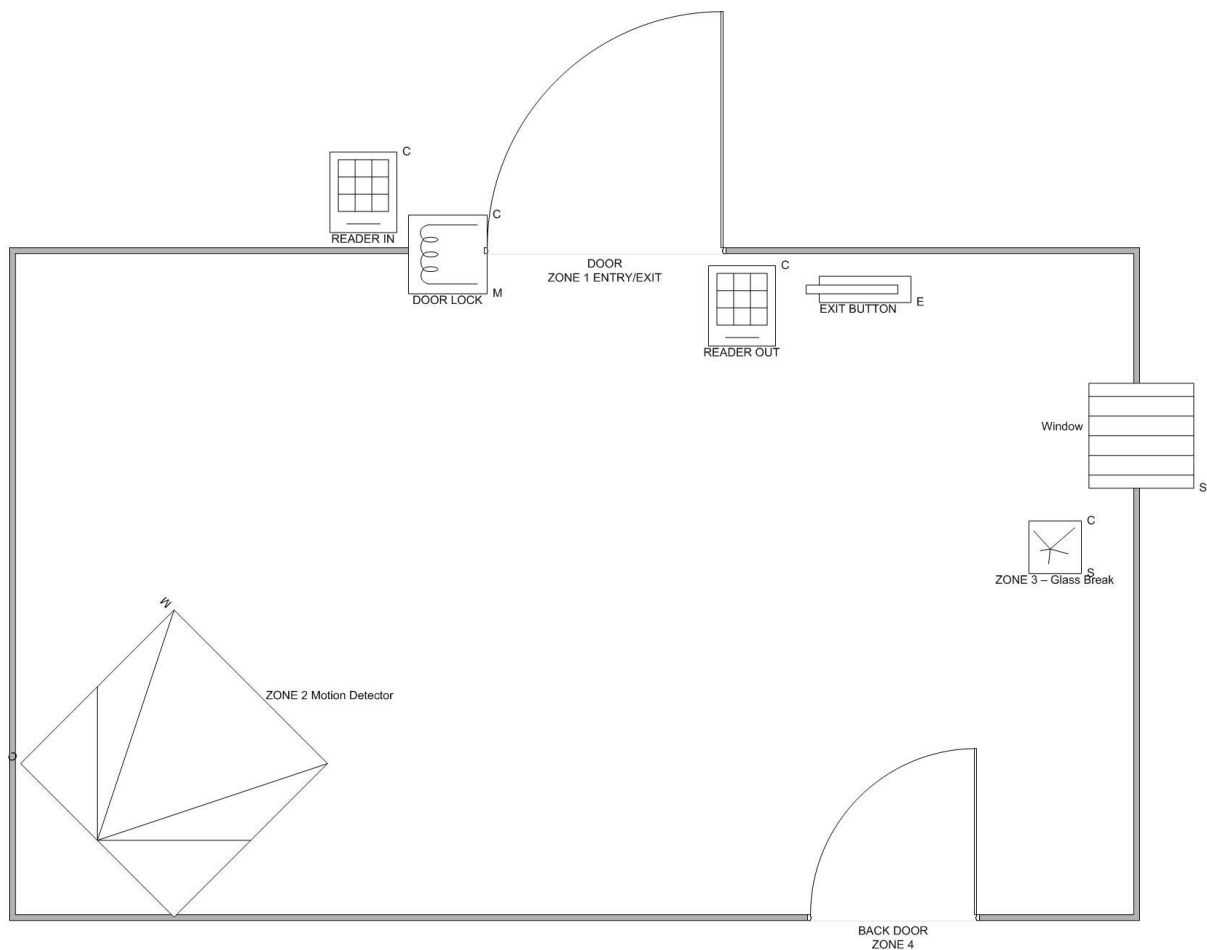 C
READER IN
C
DOOR LOCK
M
DOOR
ZONE 1 ENTRY/EXIT
C
READER OUT
EXIT BUTTON
E
Window
S
C
S
ZONE 3 – Glass Break
M
ZONE 2 Motion Detector
C
BACK DOOR
ZONE 4